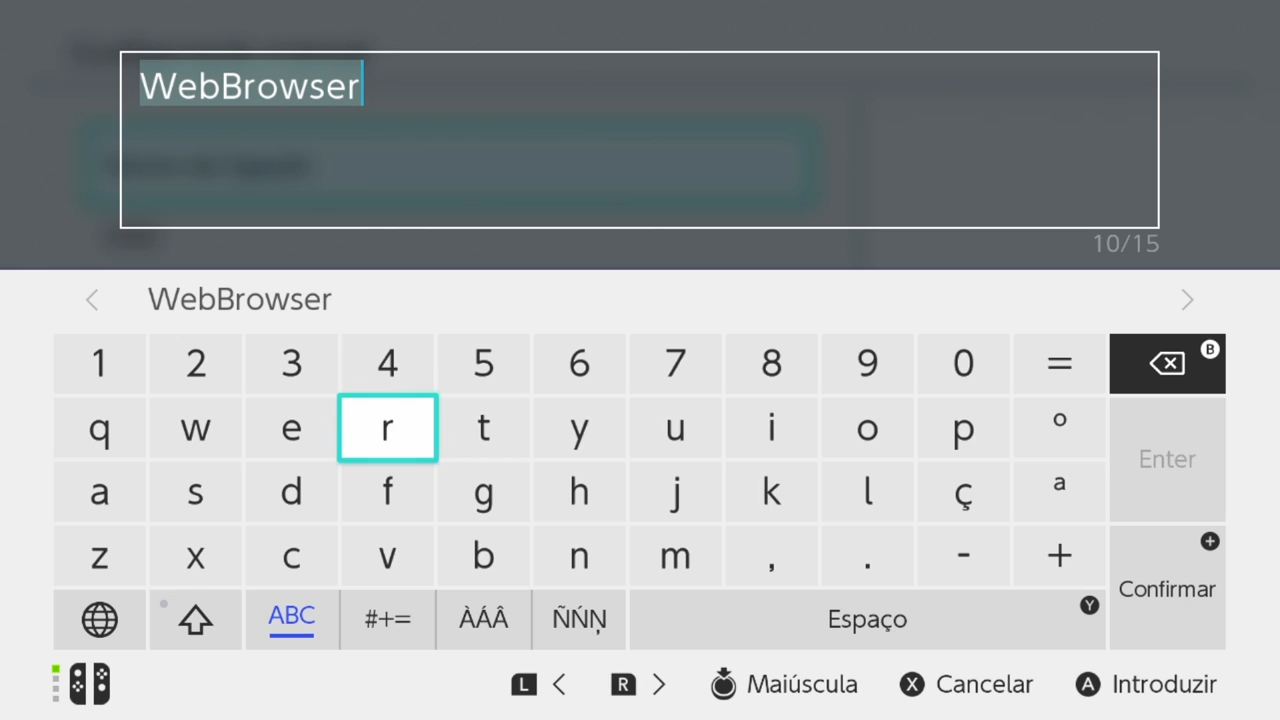 WebBrowser
10/15
WebBrowser
1 2 3 4 5 6 7 8 9 0 = B
q w e r t y u i o p º
Enter
a s d f g h j k l ç ª
z x c v b n m , . - +
Confirmar
ABC #+= ÀÁÂ ÑŃŅ Espaço Y
L < R > Maiúscula X Cancelar A Introduzir